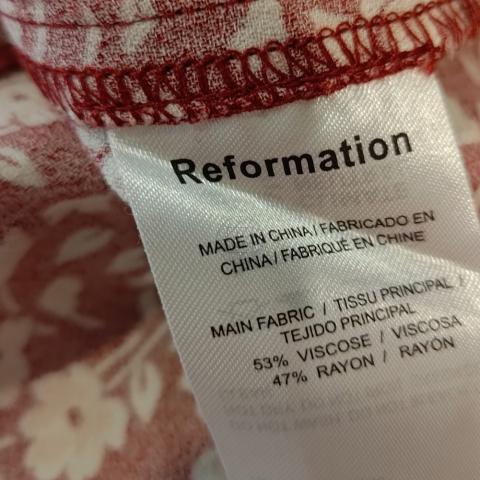 Reformation
MADE IN CHINA / FABRICADO EN
CHINA / FABRIQUÉ EN CHINE
MAIN FABRIC / TISSU PRINCIPAL /
TEJIDO PRINCIPAL
53% VISCOSE / VISCOSA
47% RAYON / RAYÓN